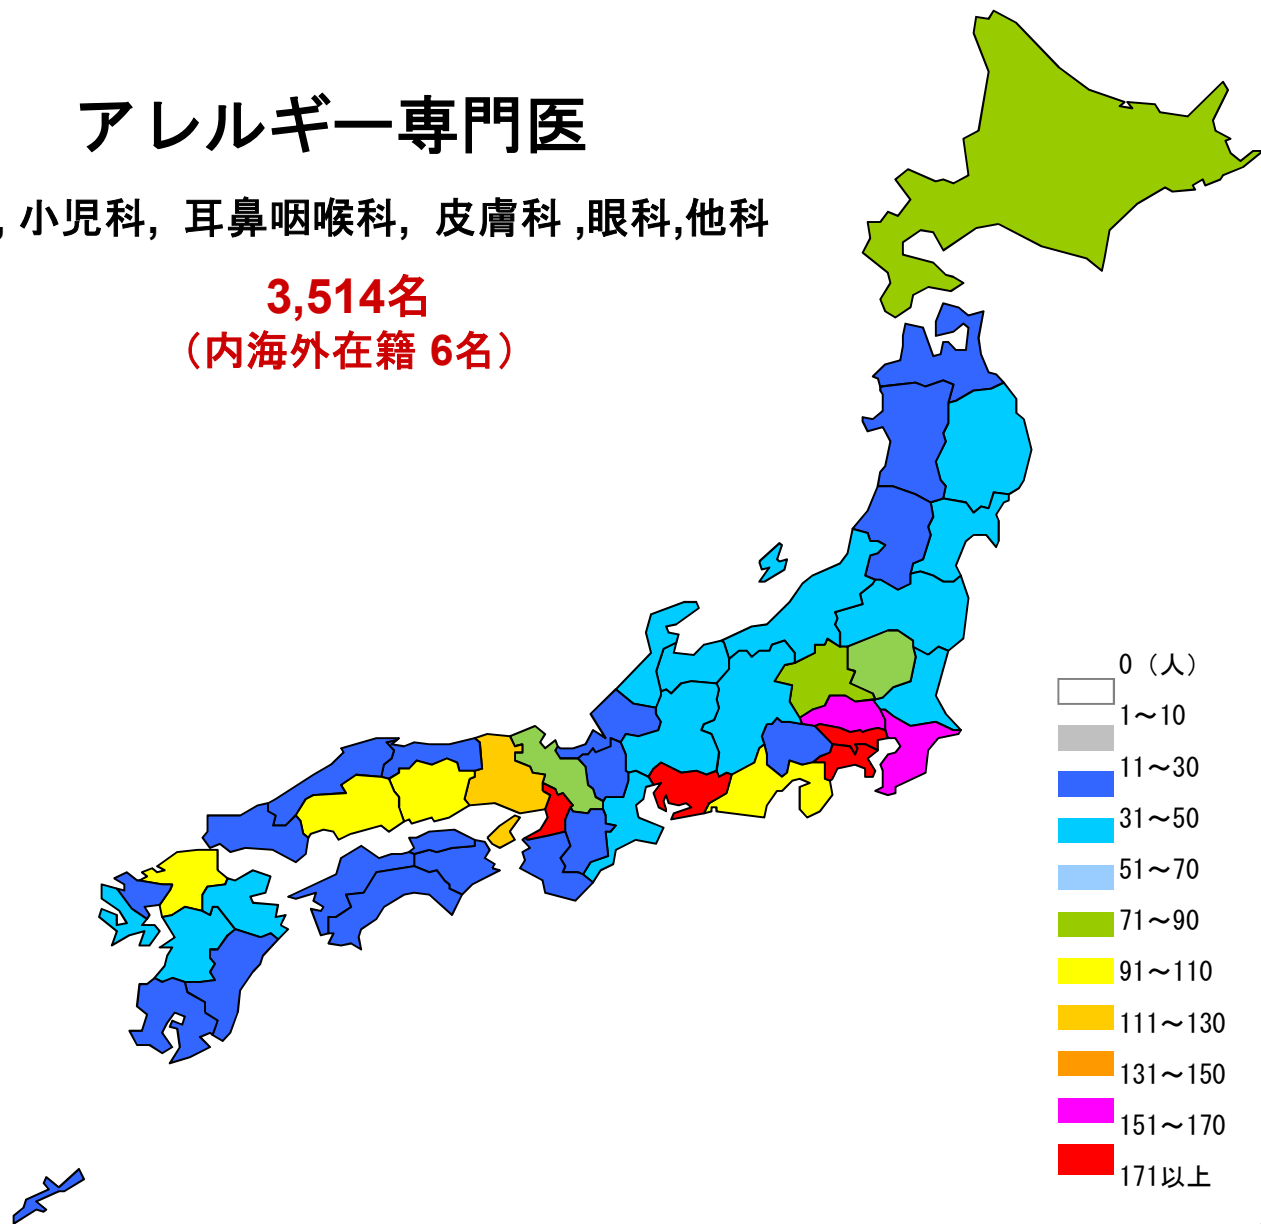 アレルギー専門医
, 小児科, 耳鼻咽喉科, 皮膚科 ,眼科,他科
3,514名
（内海外在籍 6名）
0（人）
1～10
11～30
31～50
51～70
71～90
91～110
111～130
131～150
151～170
171以上